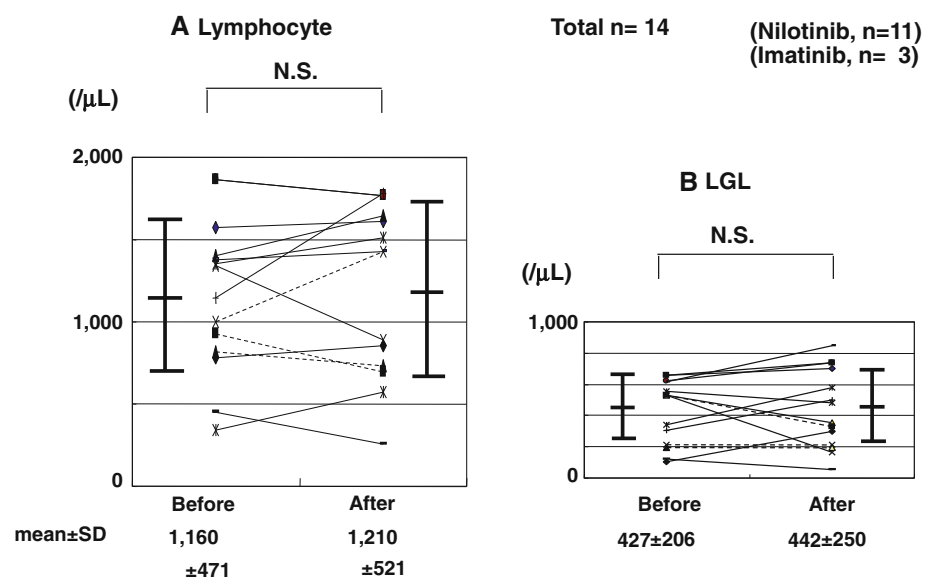 A Lymphocyte
Total n= 14
(Nilotinib, n=11)
(Imatinib, n= 3)
N.S.
(/μL)
2,000
1,000
0
Before After
mean±SD 1,160 1,210
±471 ±521
B LGL
N.S.
(/μL)
1,000
0
Before After
427±206 442±250